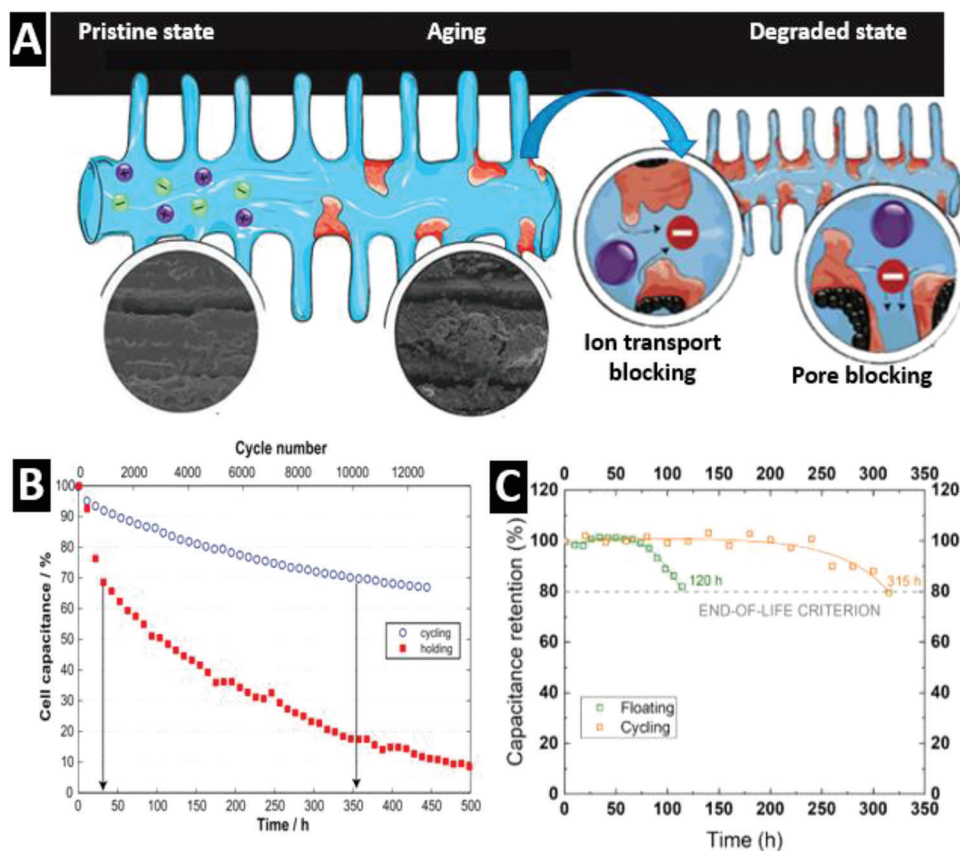 A
Pristine state
Aging
Degraded state
Ion transport
blocking
Pore blocking
B
Cycle number
0 2000 4000 6000 8000 10000 12000
100
90
80
70
60
50
40
30
20
10
0
Cell capacitance / %
cycling
holding
0 50 100 150 200 250 300 350 400 450 500
Time / h
C
0 50 100 150 200 250 300 350
120 120
100 100
80 80
60 60
40 40
20 20
0 0
Capacitance retention (%)
120 h
315 h
END-OF-LIFE CRITERION
Floating
Cycling
0 50 100 150 200 250 300 350
Time (h)